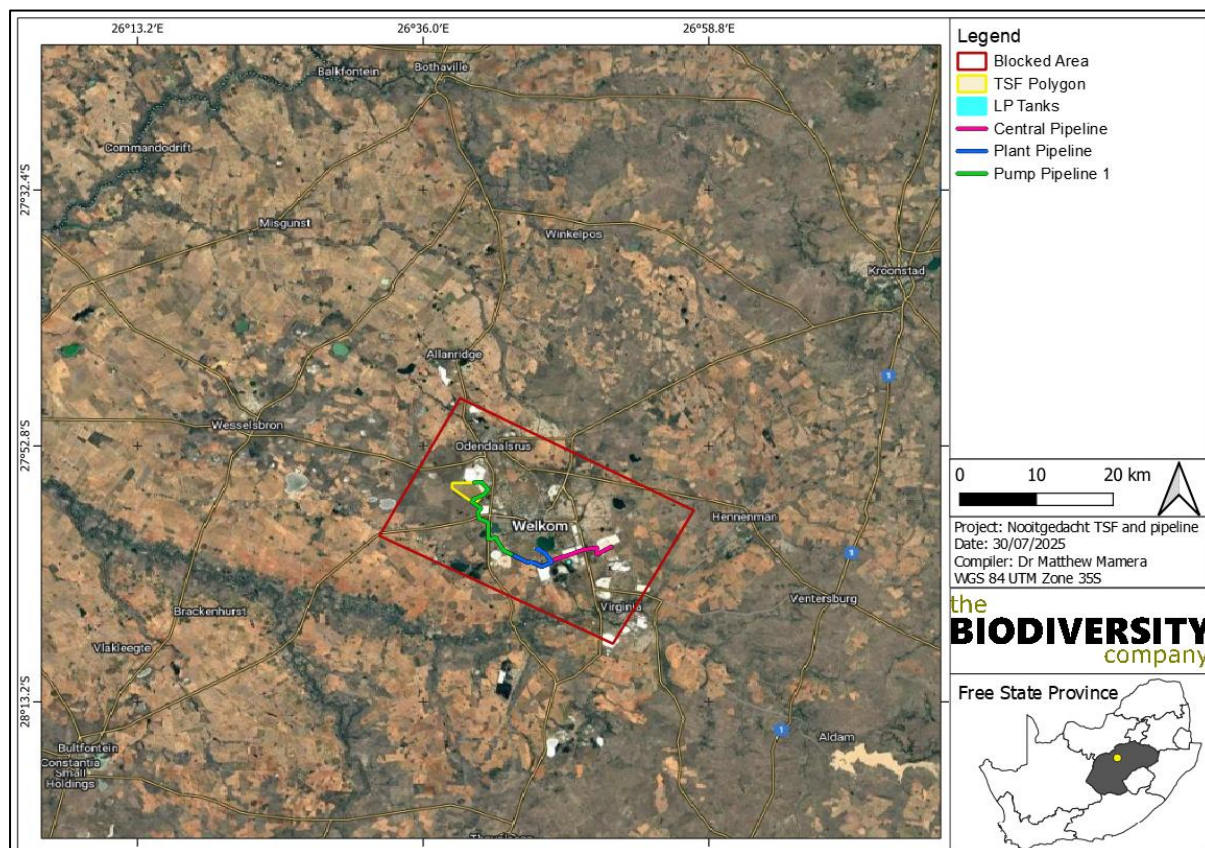 26°13.2'E 26°36.0'E 26°58.8'E
27°32.4'S
27°52.8'S
28°13.2'S
Balkfontein
Bothaville
Commandodrift
Misgunst
Winkelpos
Kroonstad
Allanridge
1
Wesselsbron
Odendaalsrus
Welkom
Hennenman
1
Brackenhurst
Virginia
Ventersburg
Vlakleegte
1
Aldam
Bultfontein
Constantia
Small
Holdings
Legend
Blocked Area
TSF Polygon
LP Tanks
Central Pipeline
Plant Pipeline
Pump Pipeline 1
0 10 20 km
Project: Nooitgedacht TSF and pipeline
Date: 30/07/2025
Compiler: Dr Matthew Mamera
WGS 84 UTM Zone 35S
the
BIODIVERSITY
company
Free State Province